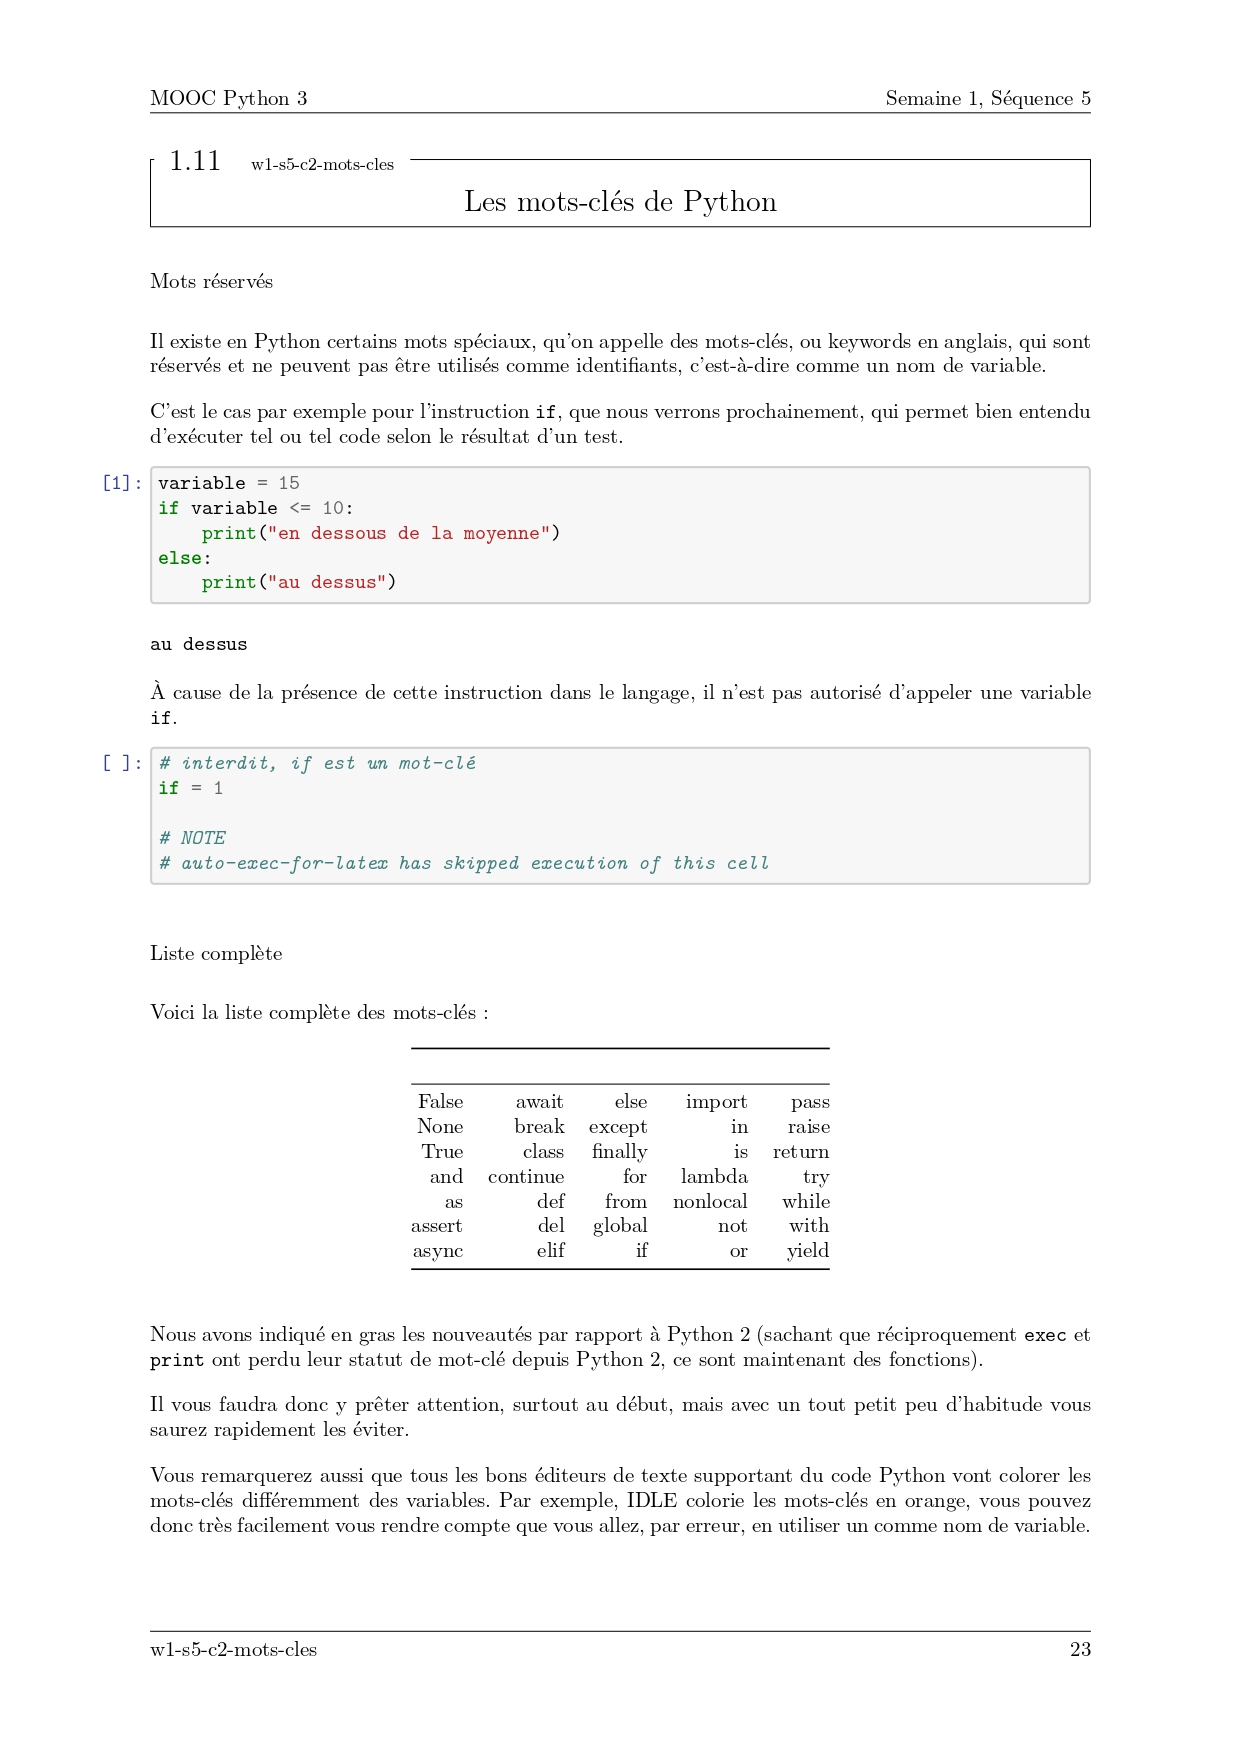 MOOC Python 3 Semaine 1, Séquence 5
1.11 w1-s5-c2-mots-cles
Les mots-clés de Python
Mots réservés
Il existe en Python certains mots spéciaux, qu'on appelle des mots-clés, ou keywords en anglais, qui sont
réservés et ne peuvent pas être utilisés comme identifiants, c'est-à-dire comme un nom de variable.
C'est le cas par exemple pour l'instruction if, que nous verrons prochainement, qui permet bien entendu
d'exécuter tel ou tel code selon le résultat d'un test.
[1]: variable = 15
if variable <= 10:
    print("en dessous de la moyenne")
else:
    print("au dessus")
au dessus
À cause de la présence de cette instruction dans le langage, il n'est pas autorisé d'appeler une variable
if.
[ ]: # interdit, if est un mot-clé
if = 1
# NOTE
# auto-exec-for-latex has skipped execution of this cell
Liste complète
Voici la liste complète des mots-clés :
False await else import pass
None break except in raise
True class finally is return
and continue for lambda try
as def from nonlocal while
assert del global not with
async elif if or yield
Nous avons indiqué en gras les nouveautés par rapport à Python 2 (sachant que réciproquement exec et
print ont perdu leur statut de mot-clé depuis Python 2, ce sont maintenant des fonctions).
Il vous faudra donc y prêter attention, surtout au début, mais avec un tout petit peu d'habitude vous
saurez rapidement les éviter.
Vous remarquerez aussi que tous les bons éditeurs de texte supportant du code Python vont colorer les
mots-clés différemment des variables. Par exemple, IDLE colorie les mots-clés en orange, vous pouvez
donc très facilement vous rendre compte que vous allez, par erreur, en utiliser un comme nom de variable.
w1-s5-c2-mots-cles 23